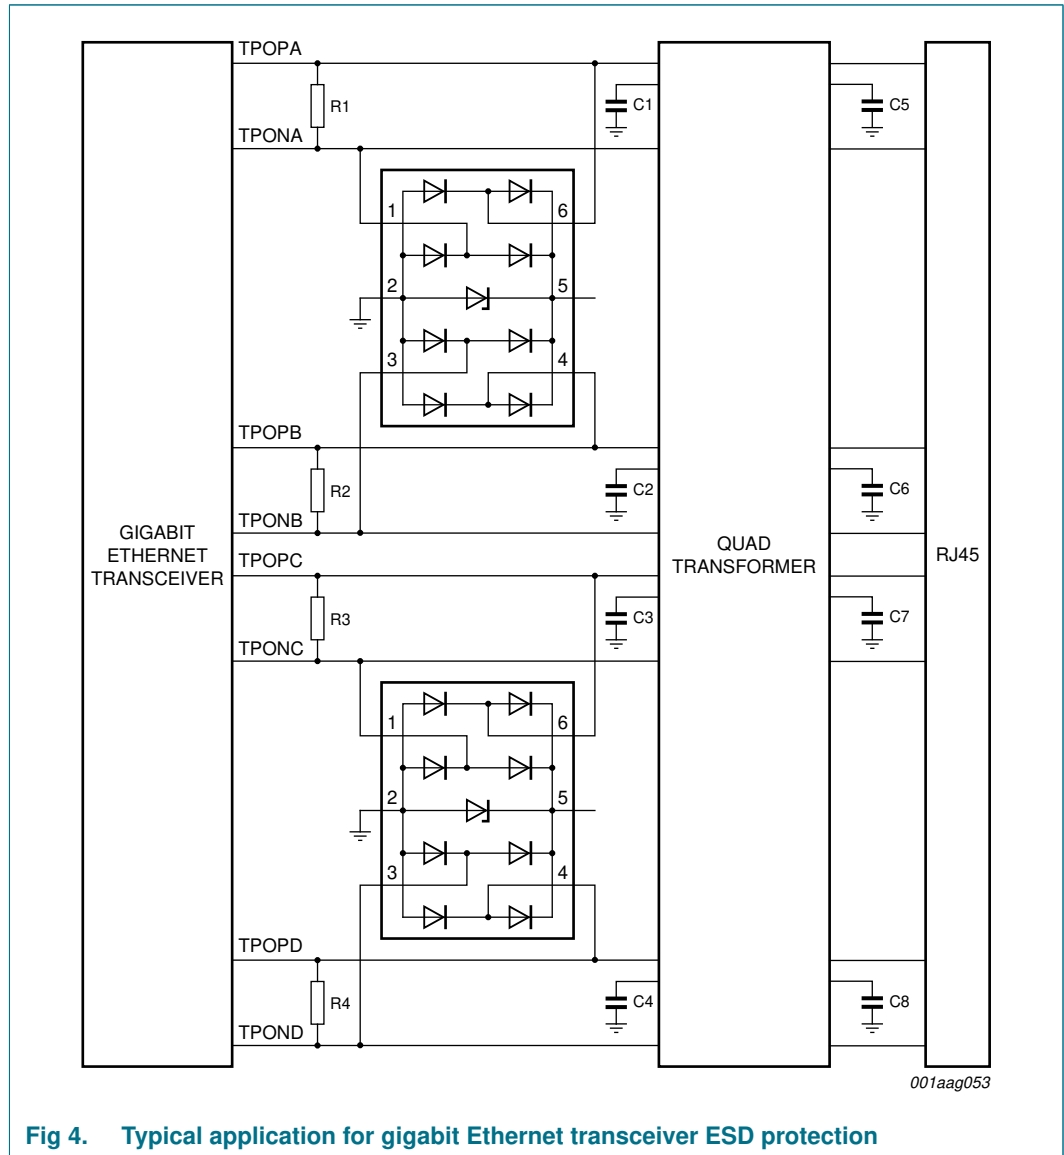 TPOPA
R1
C1
C5
TPONA
1
6
2
5
3
4
TPOPB
R2
C2
C6
TPONB
GIGABIT
ETHERNET
TRANSCEIVER
QUAD
TRANSFORMER
RJ45
TPOPC
R3
C3
C7
TPONC
1
6
2
5
3
4
TPOPD
R4
C4
C8
TPOND
001aag053
Fig 4. Typical application for gigabit Ethernet transceiver ESD protection